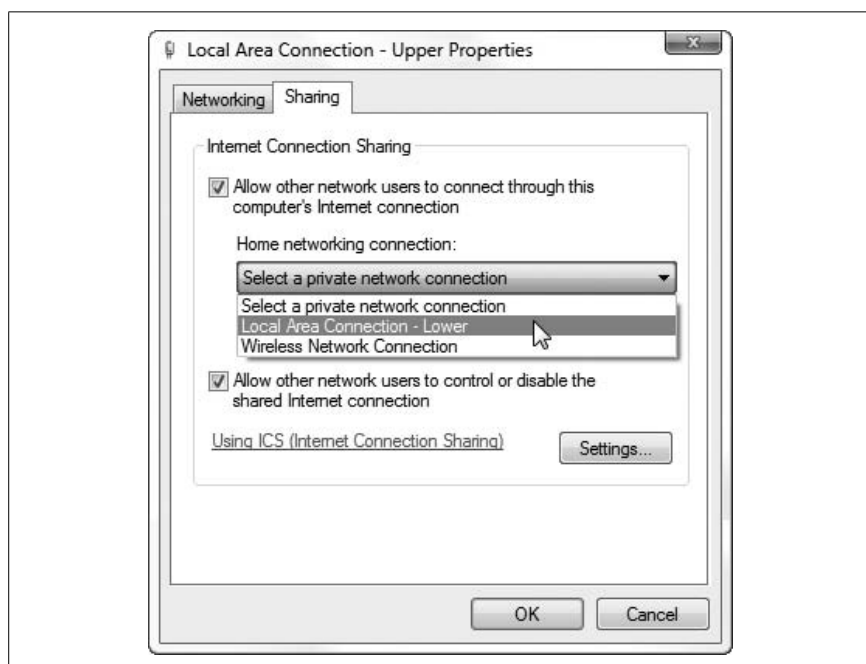 Local Area Connection - Upper Properties
Networking
Sharing
Internet Connection Sharing
Allow other network users to connect through this
computer's Internet connection
Home networking connection:
Select a private network connection
Select a private network connection
Local Area Connection - Lower
Wireless Network Connection
Allow other network users to control or disable the
shared Internet connection
Using ICS (Internet Connection Sharing)
Settings...
OK
Cancel